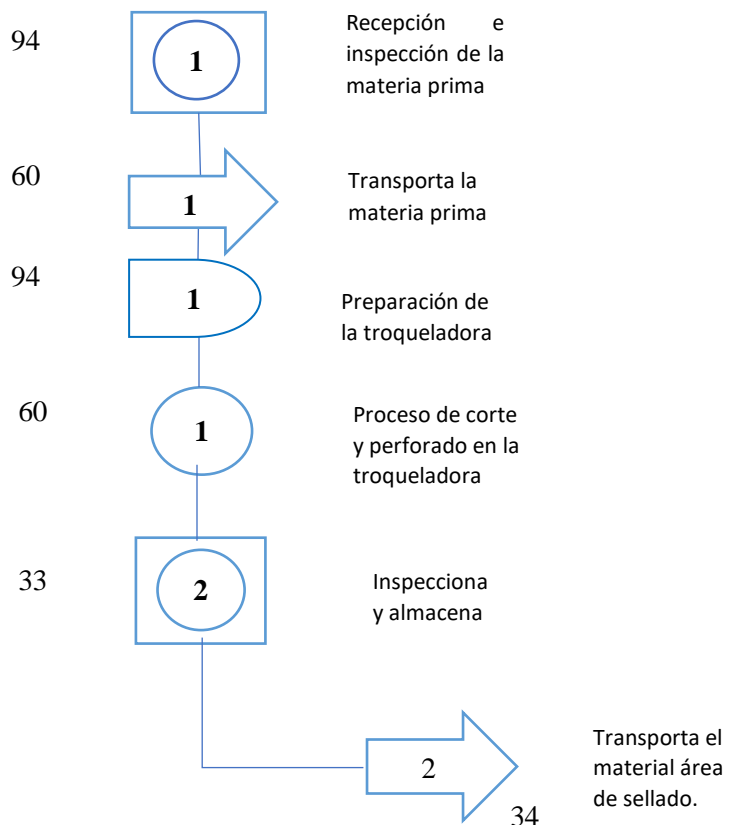 94
1
Recepción e
inspección de la
materia prima
60
1
Transporta la
materia prima
94
1
Preparación de
la troqueladora
60
1
Proceso de corte
y perforado en la
troqueladora
33
2
Inspecciona
y almacena
2
34
Transporta el
material área
de sellado.